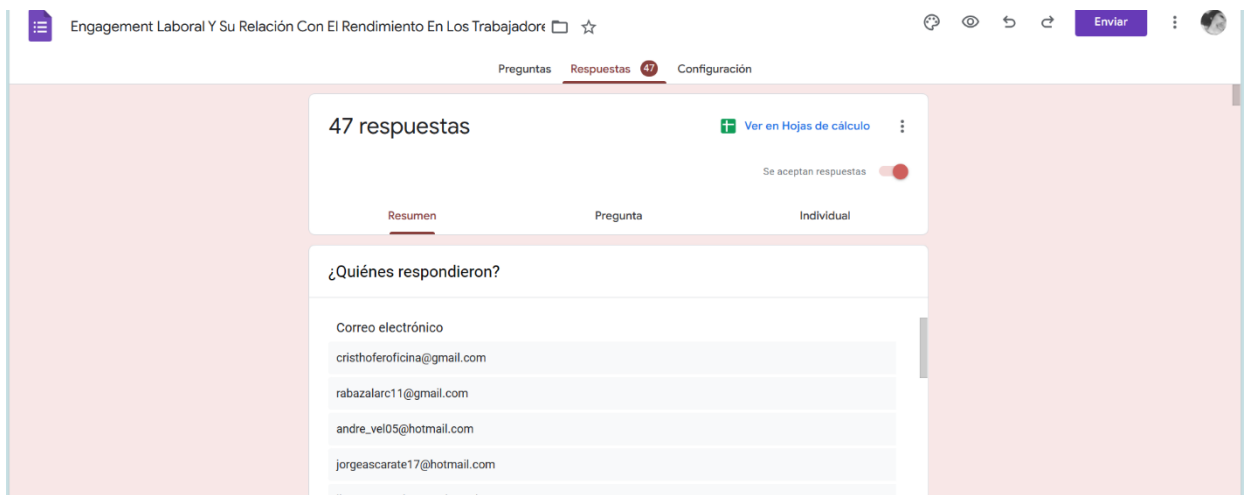 Engagement Laboral Y Su Relación Con El Rendimiento En Los Trabajadore
Enviar
Preguntas Respuestas 47 Configuración
47 respuestas
Ver en Hojas de cálculo
Se aceptan respuestas
Resumen Pregunta Individual
¿Quiénes respondieron?
Correo electrónico
cristhoferoficina@gmail.com
rabazalarc11@gmail.com
andre_vel05@hotmail.com
jorgeascarate17@hotmail.com